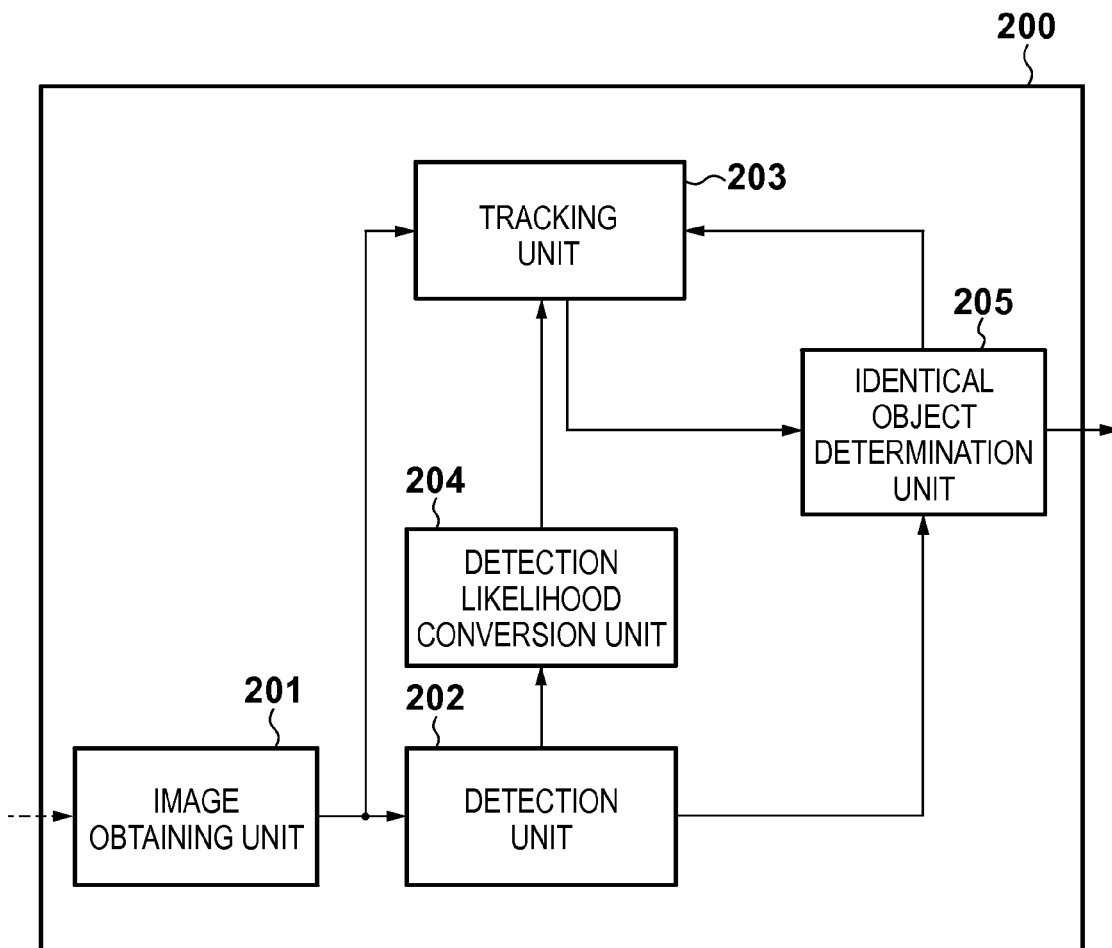 200
203
TRACKING
UNIT
205
IDENTICAL
OBJECT
DETERMINATION
UNIT
204
DETECTION
LIKELIHOOD
CONVERSION UNIT
201
202
IMAGE
OBTAINING UNIT
DETECTION
UNIT